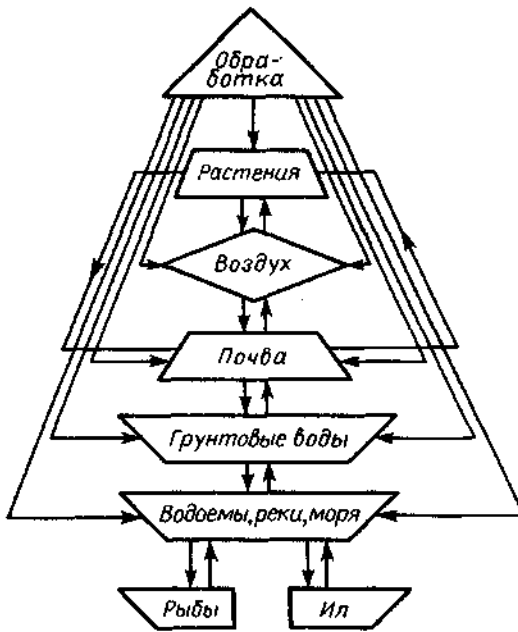 Обра-
ботка
Растения
Воздух
Почва
Грунтовые воды
Водоемы, реки, моря
Рыбы
Ил